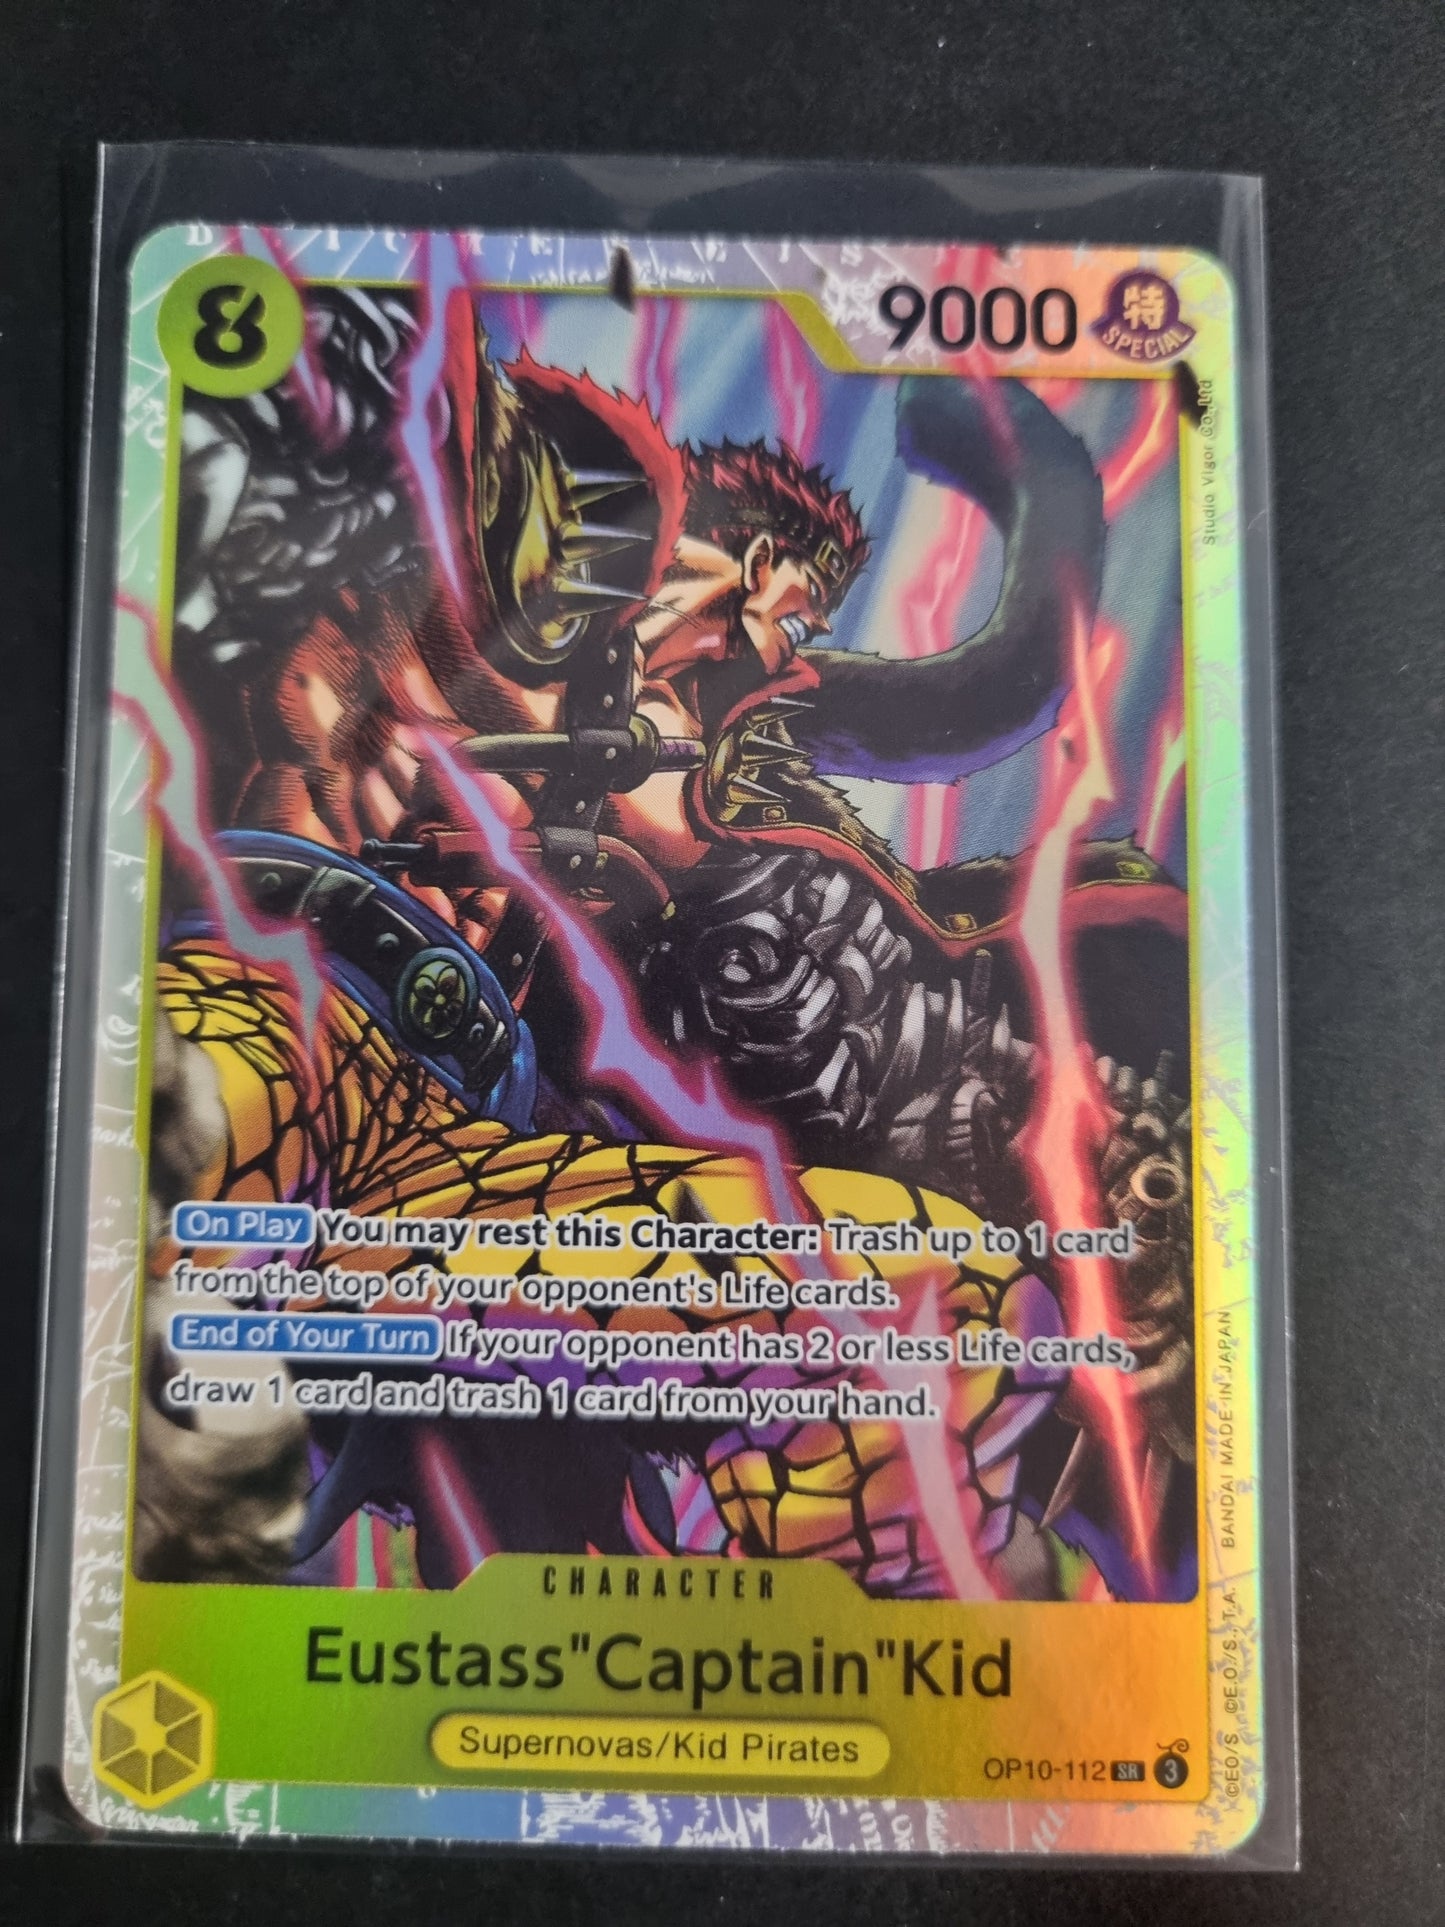 8
9000
特
SPECIAL
Studio Vigor Co.,Ltd
On Play You may rest this Character: Trash up to 1 card
from the top of your opponent's Life cards.
End of Your Turn If your opponent has 2 or less Life cards,
draw 1 card and trash 1 card from your hand.
CHARACTER
Eustass"Captain"Kid
Supernovas/Kid Pirates
OP10-112 SR 3
©EO/S. ©E.O./S.,T.A. BANDAI MADE IN JAPAN